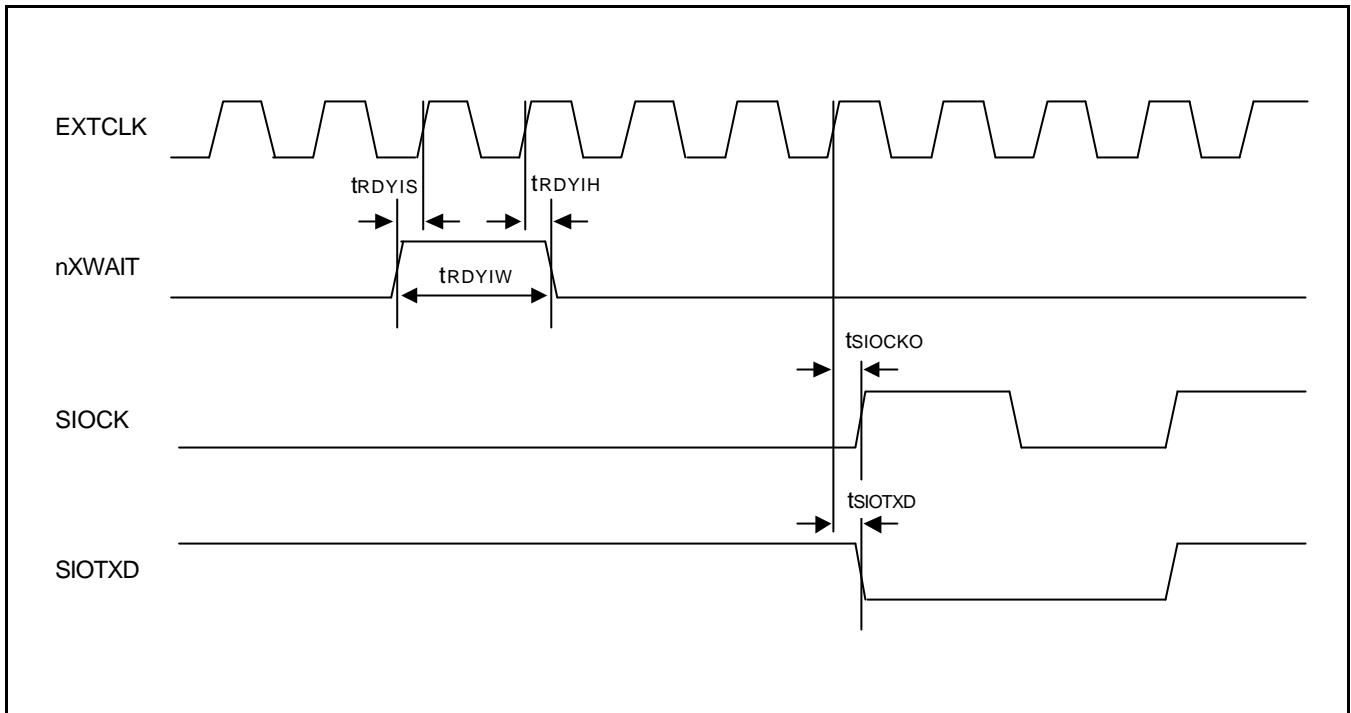 EXTCLK
tRDYIS
tRDYIH
nXWAIT
tRDYIW
tSIOCKO
SIOCK
tSIOTXD
SIOTXD